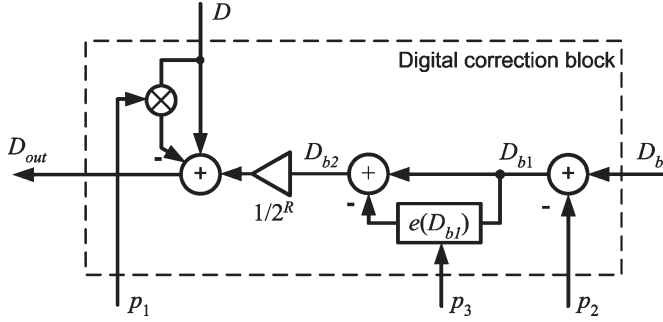 D
Digital correction block
-
D_out
+
1/2^R
D_b2
+
-
e(D_b1)
D_b1
+
-
D_b
p_1
p_3
p_2